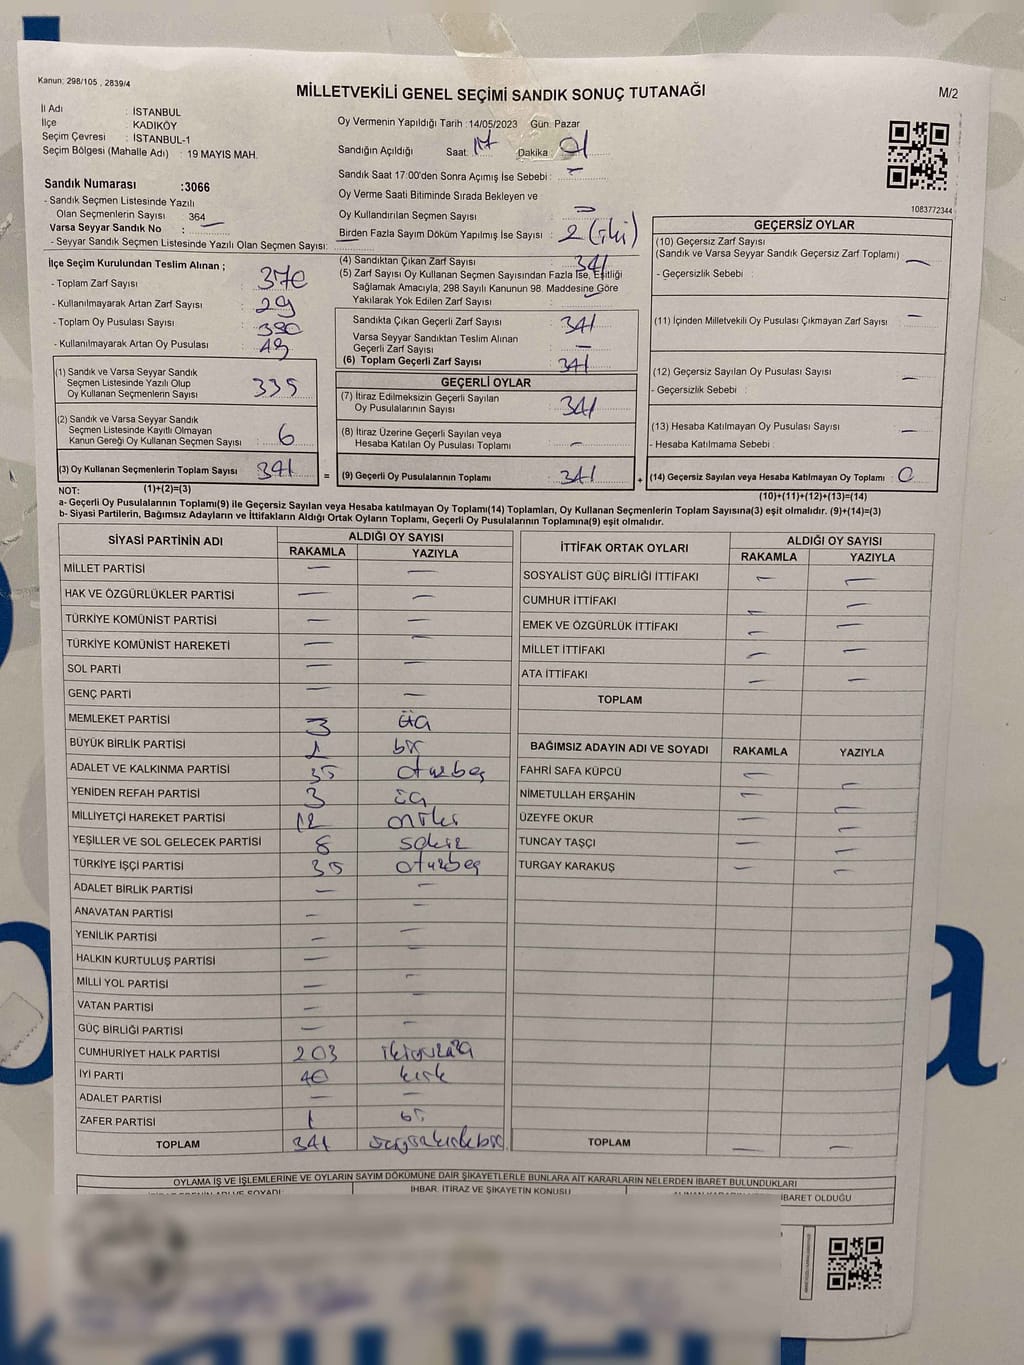 Kanun: 298/105 , 2839/4
MİLLETVEKİLİ GENEL SEÇİMİ SANDIK SONUÇ TUTANAĞI
M/2
İl Adı : İSTANBUL
İlçe : KADIKÖY
Seçim Çevresi : İSTANBUL-1
Seçim Bölgesi (Mahalle Adı) : 19 MAYIS MAH.
Oy Vermenin Yapıldığı Tarih :14/05/2023 Gün: Pazar
Sandığın Açıldığı Saat: 17 Dakika 01
Sandık Saat 17:00'den Sonra Açımış İse Sebebi : —
Oy Verme Saati Bitiminde Sırada Bekleyen ve
Oy Kullandırılan Seçmen Sayısı : —
Birden Fazla Sayım Döküm Yapılmış İse Sayısı : 2 (iki)
1083772344
Sandık Numarası :3066
- Sandık Seçmen Listesinde Yazılı
Olan Seçmenlerin Sayısı : 364
Varsa Seyyar Sandık No : —
- Seyyar Sandık Seçmen Listesinde Yazılı Olan Seçmen Sayısı:
İlçe Seçim Kurulundan Teslim Alınan ;
- Toplam Zarf Sayısı : 370
- Kullanılmayarak Artan Zarf Sayısı : 29
- Toplam Oy Pusulası Sayısı : 390
- Kullanılmayarak Artan Oy Pusulası : 49
(1) Sandık ve Varsa Seyyar Sandık
Seçmen Listesinde Yazılı Olup
Oy Kullanan Seçmenlerin Sayısı : 335
(2) Sandık ve Varsa Seyyar Sandık
Seçmen Listesinde Kayıtlı Olmayan
Kanun Gereği Oy Kullanan Seçmen Sayısı : 6
(3) Oy Kullanan Seçmenlerin Toplam Sayısı : 341
(1)+(2)=(3)
(4) Sandıktan Çıkan Zarf Sayısı : 341
(5) Zarf Sayısı Oy Kullanan Seçmen Sayısından Fazla İse, Eşitliği
Sağlamak Amacıyla, 298 Sayılı Kanunun 98. Maddesine Göre
Yakılarak Yok Edilen Zarf Sayısı : —
Sandıkta Çıkan Geçerli Zarf Sayısı : 341
Varsa Seyyar Sandıktan Teslim Alınan
Geçerli Zarf Sayısı : —
(6) Toplam Geçerli Zarf Sayısı : 341
GEÇERLİ OYLAR
(7) İtiraz Edilmeksizin Geçerli Sayılan
Oy Pusulalarının Sayısı : 341
(8) İtiraz Üzerine Geçerli Sayılan veya
Hesaba Katılan Oy Pusulası Toplamı : —
= (9) Geçerli Oy Pusulalarının Toplamı : 341
GEÇERSİZ OYLAR
(10) Geçersiz Zarf Sayısı
(Sandık ve Varsa Seyyar Sandık Geçersiz Zarf Toplamı) : —
- Geçersizlik Sebebi :
(11) İçinden Milletvekili Oy Pusulası Çıkmayan Zarf Sayısı : —
(12) Geçersiz Sayılan Oy Pusulası Sayısı : —
- Geçersizlik Sebebi :
(13) Hesaba Katılmayan Oy Pusulası Sayısı : —
- Hesaba Katılmama Sebebi :
+ (14) Geçersiz Sayılan veya Hesaba Katılmayan Oy Toplamı : 0
(10)+(11)+(12)+(13)=(14)
NOT:
a- Geçerli Oy Pusulalarının Toplamı(9) ile Geçersiz Sayılan veya Hesaba katılmayan Oy Toplamı(14) Toplamları, Oy Kullanan Seçmenlerin Toplam Sayısına(3) eşit olmalıdır. (9)+(14)=(3)
b- Siyasi Partilerin, Bağımsız Adayların ve İttifakların Aldığı Ortak Oyların Toplamı, Geçerli Oy Pusulalarının Toplamına(9) eşit olmalıdır.
SİYASİ PARTİNİN ADI
ALDIĞI OY SAYISI
RAKAMLA YAZIYLA
MİLLET PARTİSİ — —
HAK VE ÖZGÜRLÜKLER PARTİSİ — —
TÜRKİYE KOMÜNİST PARTİSİ — —
TÜRKİYE KOMÜNİST HAREKETİ — —
SOL PARTİ — —
GENÇ PARTİ — —
MEMLEKET PARTİSİ 3 üç
BÜYÜK BİRLİK PARTİSİ 1 bir
ADALET VE KALKINMA PARTİSİ 35 otuzbeş
YENİDEN REFAH PARTİSİ 3 üç
MİLLİYETÇİ HAREKET PARTİSİ 12 oniki
YEŞİLLER VE SOL GELECEK PARTİSİ 8 sekiz
TÜRKİYE İŞÇİ PARTİSİ 35 otuzbeş
ADALET BİRLİK PARTİSİ — —
ANAVATAN PARTİSİ — —
YENİLİK PARTİSİ — —
HALKIN KURTULUŞ PARTİSİ — —
MİLLİ YOL PARTİSİ — —
VATAN PARTİSİ — —
GÜÇ BİRLİĞİ PARTİSİ — —
CUMHURİYET HALK PARTİSİ 203 ikiyüzüç
İYİ PARTİ 40 kırk
ADALET PARTİSİ — —
ZAFER PARTİSİ 1 bir
TOPLAM 341 üçyüzkırkbir
İTTİFAK ORTAK OYLARI
ALDIĞI OY SAYISI
RAKAMLA YAZIYLA
SOSYALİST GÜÇ BİRLİĞİ İTTİFAKI — —
CUMHUR İTTİFAKI — —
EMEK VE ÖZGÜRLÜK İTTİFAKI — —
MİLLET İTTİFAKI — —
ATA İTTİFAKI — —
TOPLAM
BAĞIMSIZ ADAYIN ADI VE SOYADI RAKAMLA YAZIYLA
FAHRİ SAFA KÜPCÜ — —
NİMETULLAH ERŞAHİN — —
ÜZEYFE OKUR — —
TUNCAY TAŞÇI — —
TURGAY KARAKUŞ — —
TOPLAM — —
OYLAMA İŞ VE İŞLEMLERİNE VE OYLARIN SAYIM DÖKÜMÜNE DAİR ŞİKAYETLERLE BUNLARA AİT KARARLARIN NELERDEN İBARET BULUNDUKLARI
İHBAR, İTİRAZ VE ŞİKAYETİN KONUSU
İBARET OLDUĞU